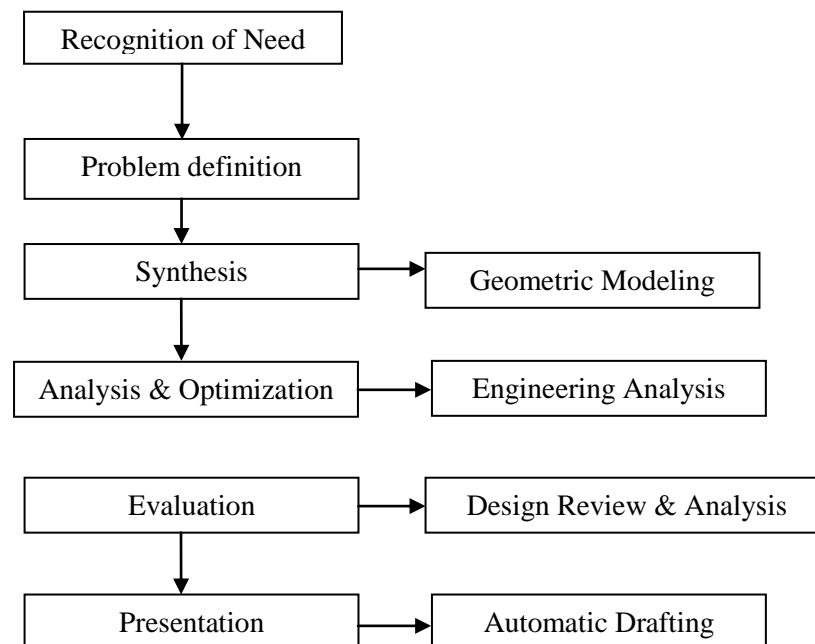 Recognition of Need
Problem definition
Synthesis
Geometric Modeling
Analysis & Optimization
Engineering Analysis
Evaluation
Design Review & Analysis
Presentation
Automatic Drafting